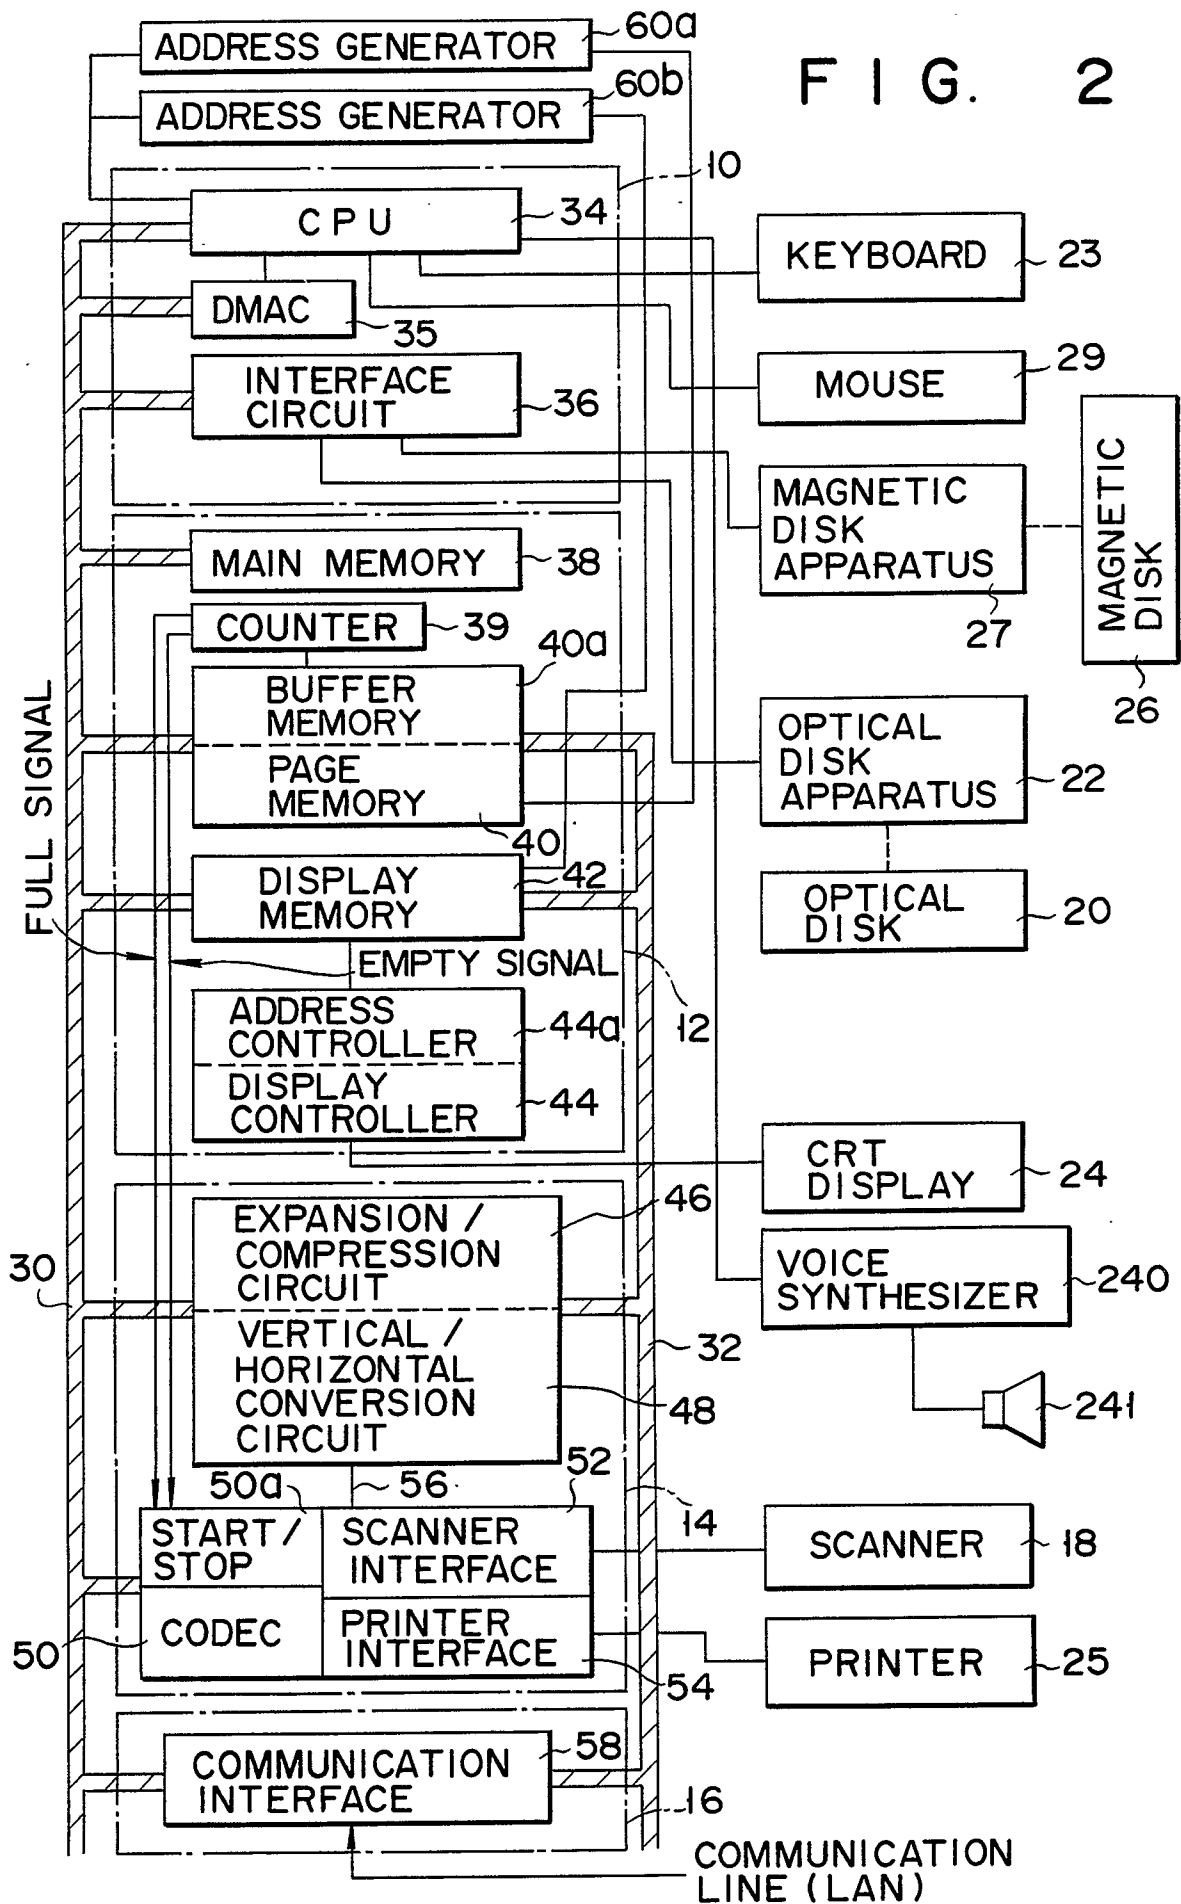 FIG. 2
60a
ADDRESS GENERATOR
60b
ADDRESS GENERATOR
10
CPU
34
KEYBOARD
23
DMAC
35
INTERFACE
CIRCUIT
36
MOUSE
29
MAGNETIC
DISK
APPARATUS
27
MAGNETIC
DISK
26
MAIN MEMORY
38
COUNTER
39
40a
BUFFER
MEMORY
PAGE
MEMORY
40
OPTICAL
DISK
APPARATUS
22
FULL SIGNAL
DISPLAY
MEMORY
42
OPTICAL
DISK
20
EMPTY SIGNAL
12
ADDRESS
CONTROLLER
44a
DISPLAY
CONTROLLER
44
CRT
DISPLAY
24
EXPANSION /
COMPRESSION
CIRCUIT
46
30
VOICE
SYNTHESIZER
240
VERTICAL /
HORIZONTAL
CONVERSION
CIRCUIT
48
32
241
50a
56
52
14
START /
STOP
SCANNER
INTERFACE
SCANNER
18
50
CODEC
PRINTER
INTERFACE
54
PRINTER
25
COMMUNICATION
INTERFACE
58
16
COMMUNICATION
LINE (LAN)